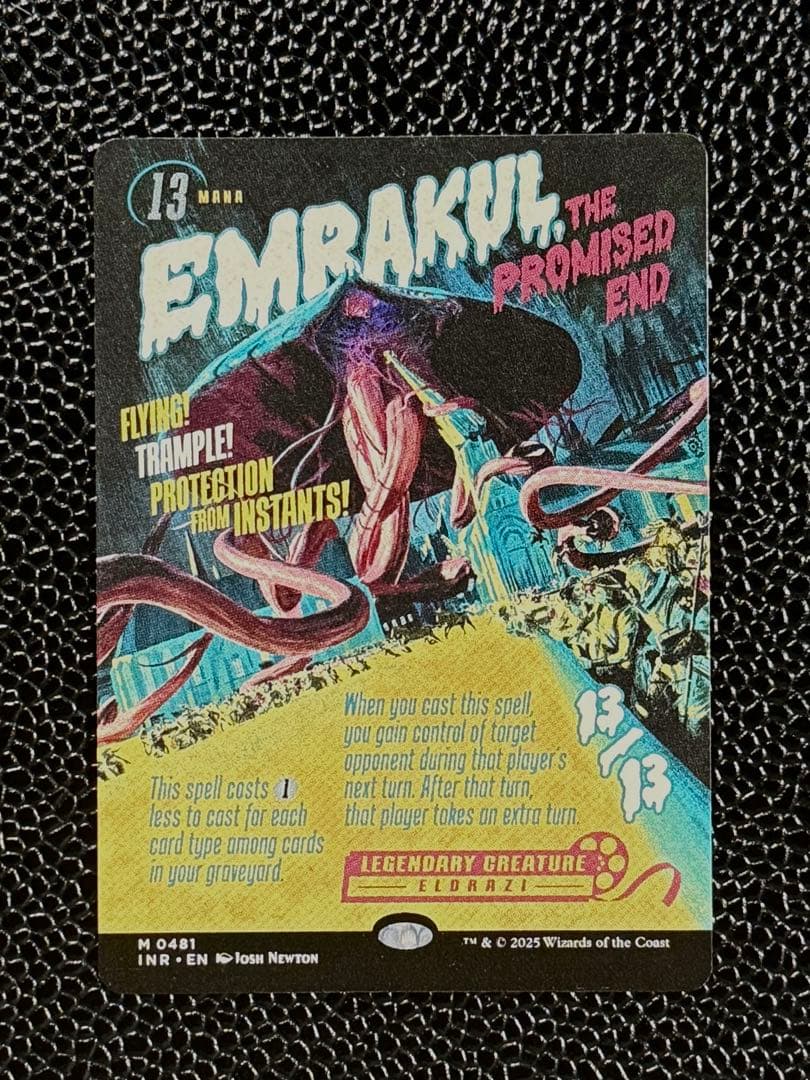 13 MANA
EMRAKUL,
THE
PROMISED
END
FLYING!
TRAMPLE!
PROTECTION
FROM INSTANTS!
When you cast this spell,
you gain control of target
opponent during that player's
next turn. After that turn,
that player takes an extra turn.
This spell costs 1
less to cast for each
card type among cards
in your graveyard.
13/13
LEGENDARY CREATURE
ELDRAZI
M 0481
INR • EN Josh Newton
™ & © 2025 Wizards of the Coast